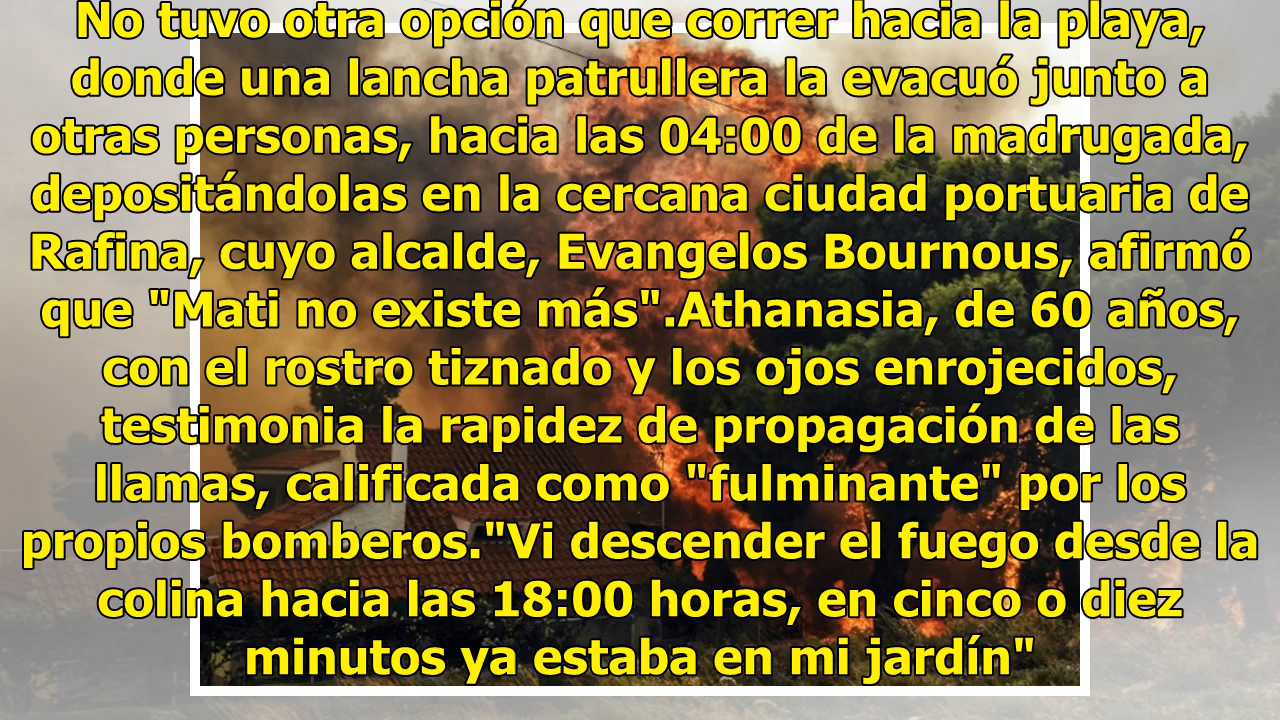 No tuvo otra opción que correr hacia la playa,
donde una lancha patrullera la evacuó junto a
otras personas, hacia las 04:00 de la madrugada,
depositándolas en la cercana ciudad portuaria de
Rafina, cuyo alcalde, Evangelos Bournous, afirmó
que "Mati no existe más".Athanasia, de 60 años,
con el rostro tiznado y los ojos enrojecidos,
testimonia la rapidez de propagación de las
llamas, calificada como "fulminante" por los
propios bomberos."Vi descender el fuego desde la
colina hacia las 18:00 horas, en cinco o diez
minutos ya estaba en mi jardín"